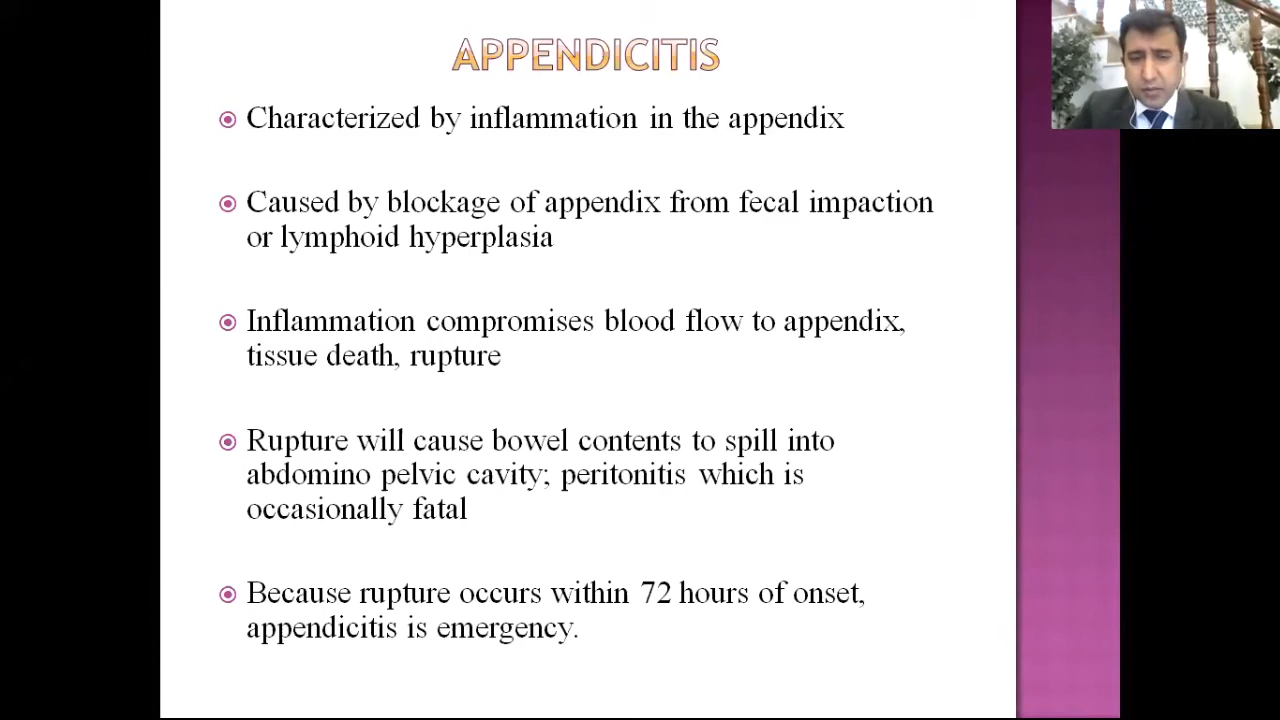 APPENDICITIS
Characterized by inflammation in the appendix
Caused by blockage of appendix from fecal impaction
or lymphoid hyperplasia
Inflammation compromises blood flow to appendix,
tissue death, rupture
Rupture will cause bowel contents to spill into
abdomino pelvic cavity; peritonitis which is
occasionally fatal
Because rupture occurs within 72 hours of onset,
appendicitis is emergency.